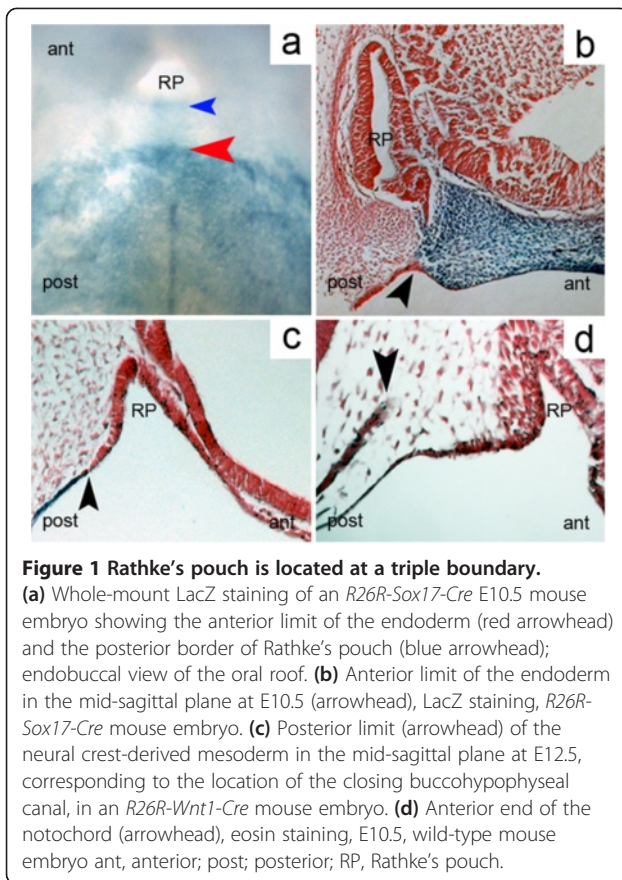 ant
RP
a
post
b
RP
post
ant
c
RP
post
ant
d
RP
post
ant
Figure 1 Rathke's pouch is located at a triple boundary.
(a) Whole-mount LacZ staining of an R26R-Sox17-Cre E10.5 mouse
embryo showing the anterior limit of the endoderm (red arrowhead)
and the posterior border of Rathke's pouch (blue arrowhead);
endobuccal view of the oral roof. (b) Anterior limit of the endoderm
in the mid-sagittal plane at E10.5 (arrowhead), LacZ staining, R26R-
Sox17-Cre mouse embryo. (c) Posterior limit (arrowhead) of the
neural crest-derived mesoderm in the mid-sagittal plane at E12.5,
corresponding to the location of the closing buccohypophyseal
canal, in an R26R-Wnt1-Cre mouse embryo. (d) Anterior end of the
notochord (arrowhead), eosin staining, E10.5, wild-type mouse
embryo ant, anterior; post; posterior; RP, Rathke's pouch.